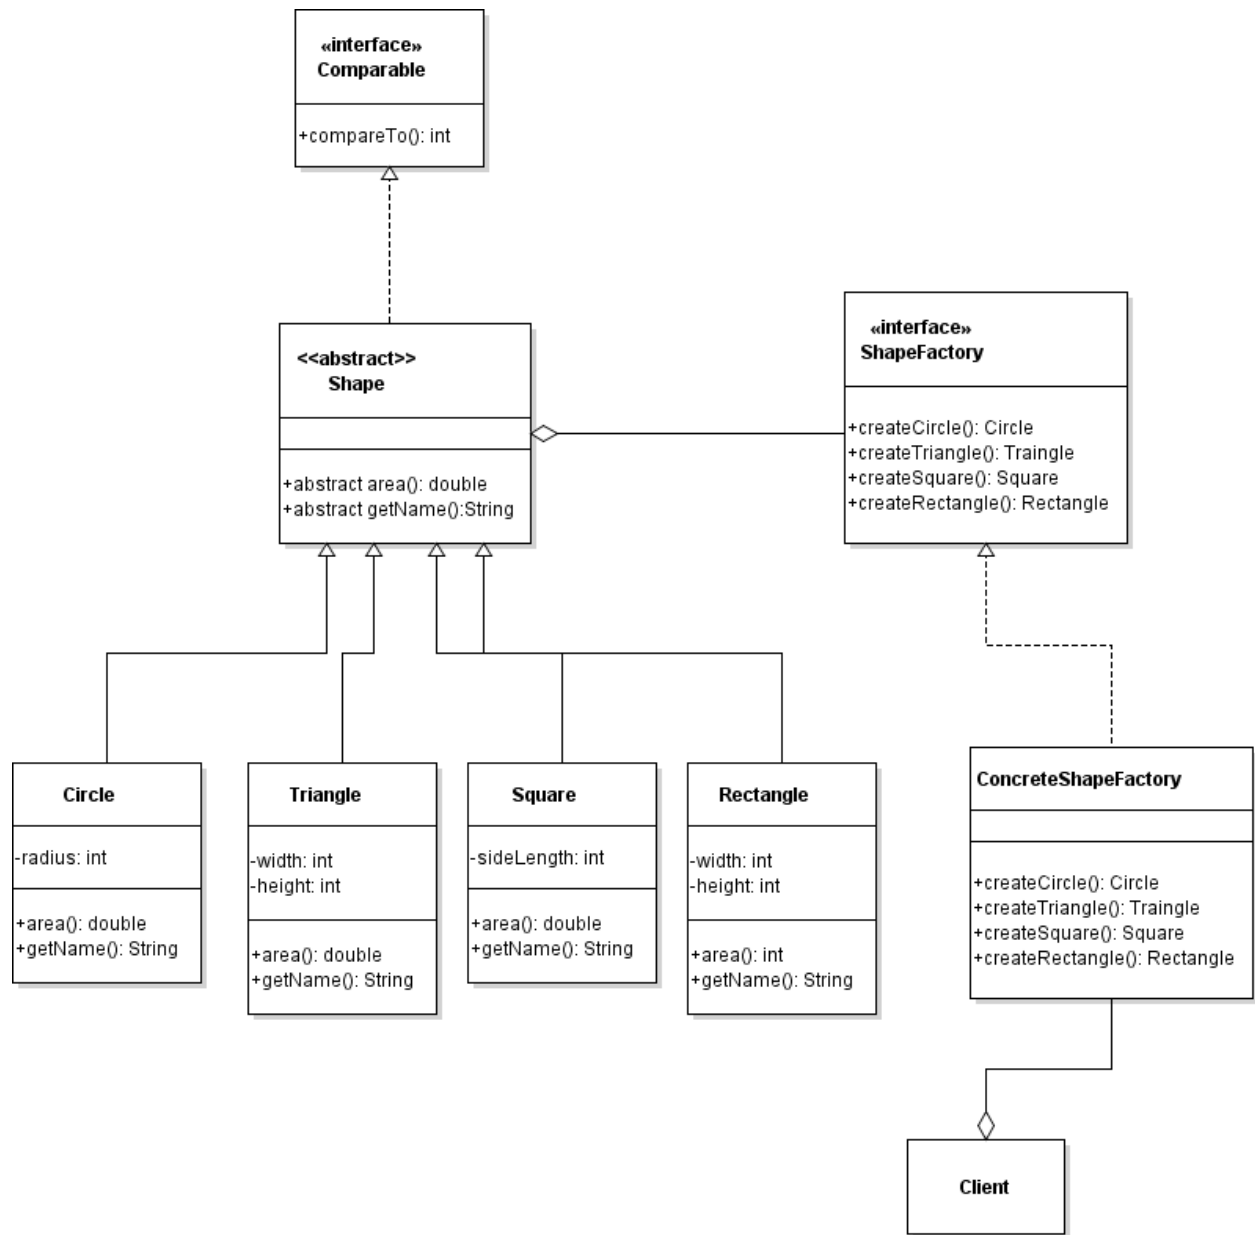 «interface»
Comparable
+compareTo(): int
<<abstract>>
Shape
+abstract area(): double
+abstract getName():String
«interface»
ShapeFactory
+createCircle(): Circle
+createTriangle(): Traingle
+createSquare(): Square
+createRectangle(): Rectangle
Circle
-radius: int
+area(): double
+getName(): String
Triangle
-width: int
-height: int
+area(): double
+getName(): String
Square
-sideLength: int
+area(): double
+getName(): String
Rectangle
-width: int
-height: int
+area(): int
+getName(): String
ConcreteShapeFactory
+createCircle(): Circle
+createTriangle(): Traingle
+createSquare(): Square
+createRectangle(): Rectangle
Client